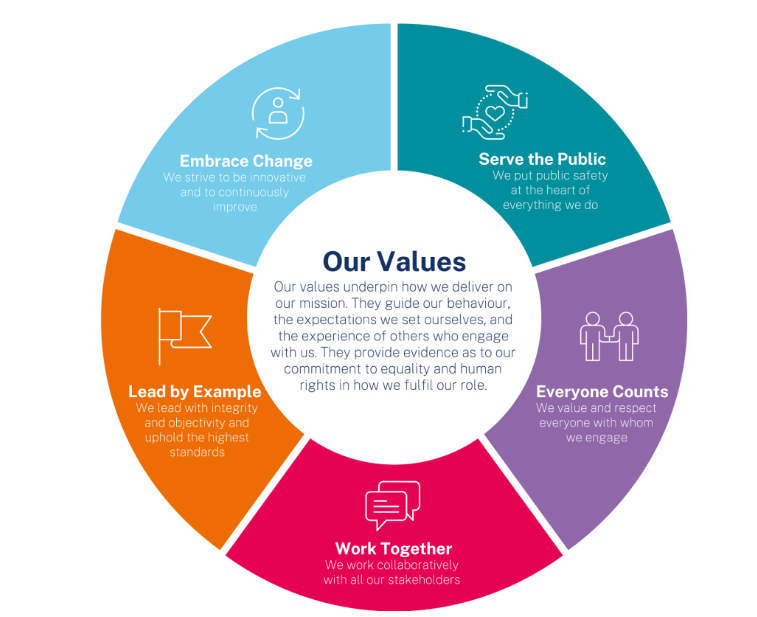 Our Values
Our values underpin how we deliver on
our mission. They guide our behaviour,
the expectations we set ourselves, and
the experience of others who engage
with us. They provide evidence as to our
commitment to equality and human
rights in how we fulfil our role.
Serve the Public
We put public safety
at the heart of
everything we do
Everyone Counts
We value and respect
everyone with whom
we engage
Work Together
We work collaboratively
with all our stakeholders
Lead by Example
We lead with integrity
and objectivity and
uphold the highest
standards
Embrace Change
We strive to be innovative
and to continuously
improve